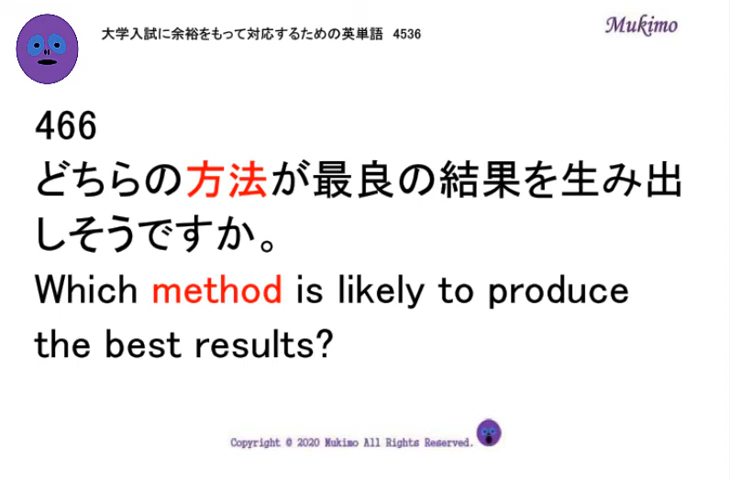 大学入試に余裕をもって対応するための英単語 4536
Mukimo
466
どちらの方法が最良の結果を生み出
しそうですか。
Which method is likely to produce
the best results?
Copyright © 2020 Mukimo All Rights Reserved.